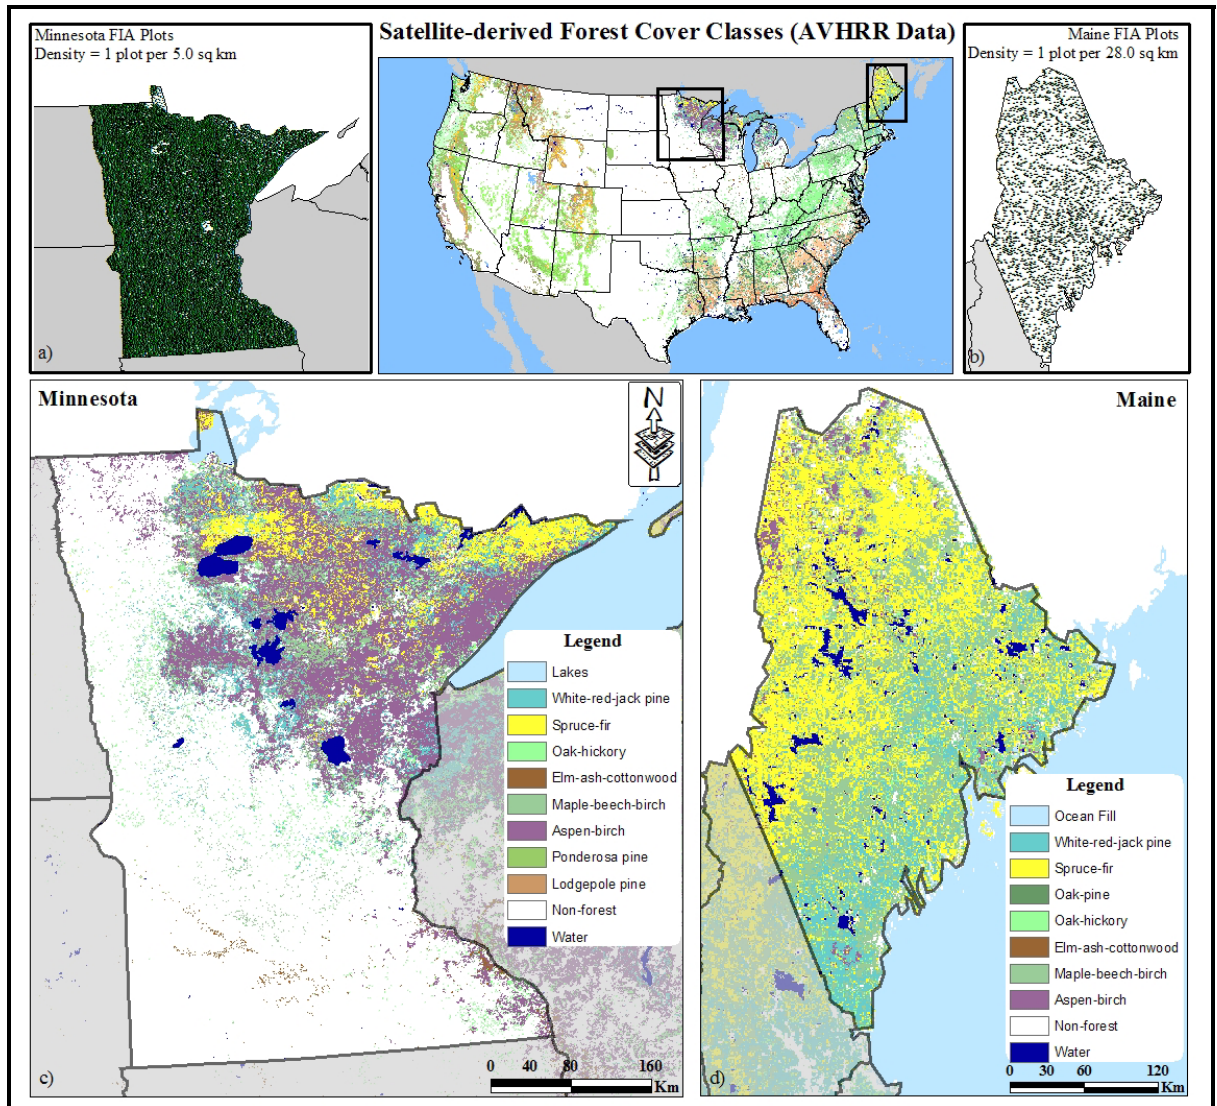 Minnesota FIA Plots
Density = 1 plot per 5.0 sq km
a)
Satellite-derived Forest Cover Classes (AVHRR Data)
Maine FIA Plots
Density = 1 plot per 28.0 sq km
b)
Minnesota
N
Legend
Lakes
White-red-jack pine
Spruce-fir
Oak-hickory
Elm-ash-cottonwood
Maple-beech-birch
Aspen-birch
Ponderosa pine
Lodgepole pine
Non-forest
Water
0 40 80 160
Km
c)
Maine
Legend
Ocean Fill
White-red-jack pine
Spruce-fir
Oak-pine
Oak-hickory
Elm-ash-cottonwood
Maple-beech-birch
Aspen-birch
Non-forest
Water
0 30 60 120
Km
d)